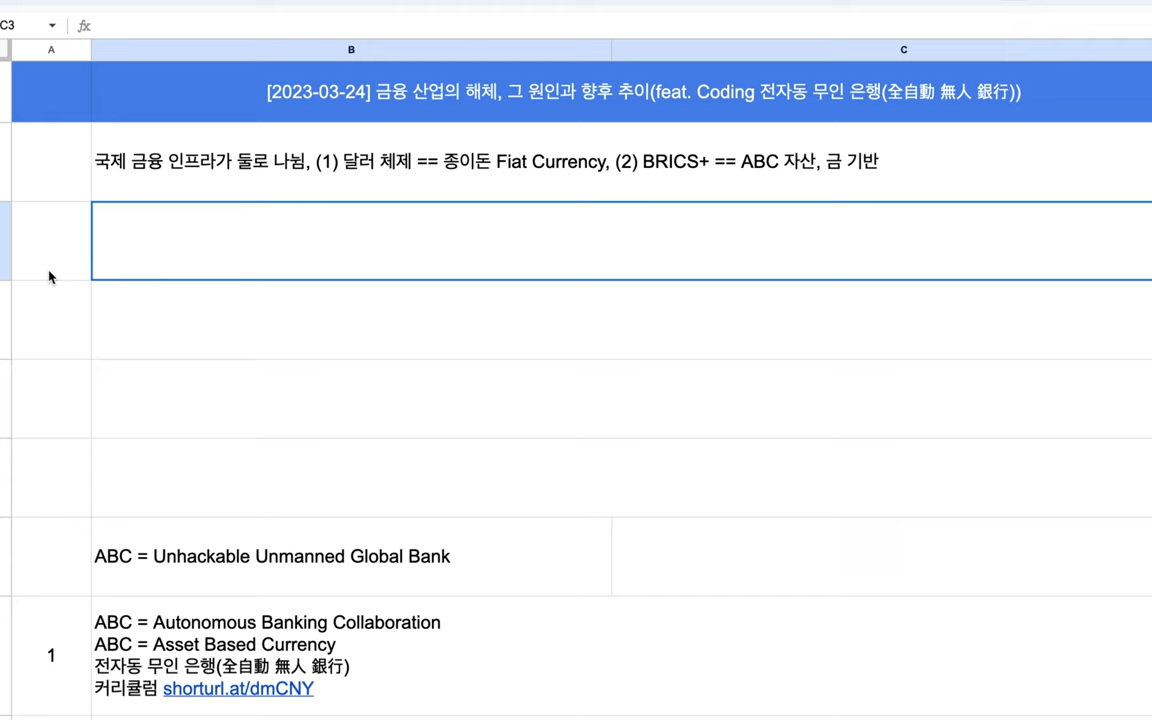 C3
fx
A
B
C
[2023-03-24] 금융 산업의 해체, 그 원인과 향후 추이(feat. Coding 전자동 무인 은행(全自動 無人 銀行))
국제 금융 인프라가 둘로 나뉨, (1) 달러 체제 == 종이돈 Fiat Currency, (2) BRICS+ == ABC 자산, 금 기반
ABC = Unhackable Unmanned Global Bank
1
ABC = Autonomous Banking Collaboration
ABC = Asset Based Currency
전자동 무인 은행(全自動 無人 銀行)
커리큘럼 shorturl.at/dmCNY